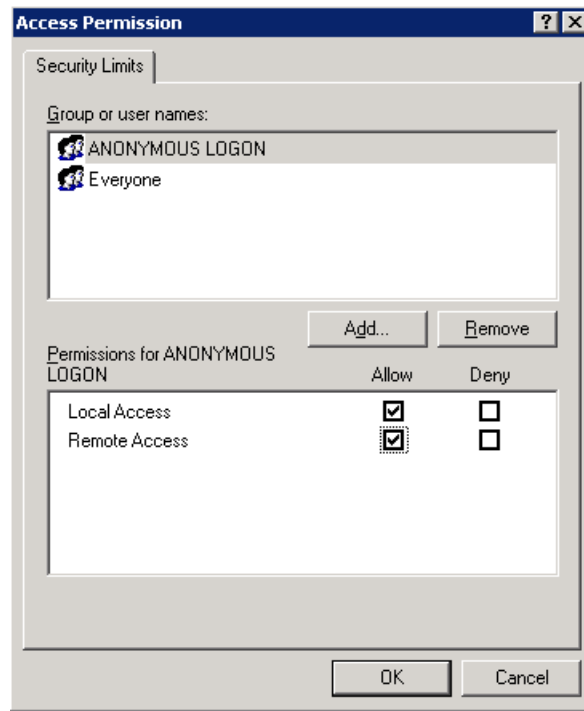 Access Permission
Security Limits
Group or user names:
ANONYMOUS LOGON
Everyone
Add...
Remove
Permissions for ANONYMOUS
LOGON
Allow
Deny
Local Access
Remote Access
OK
Cancel